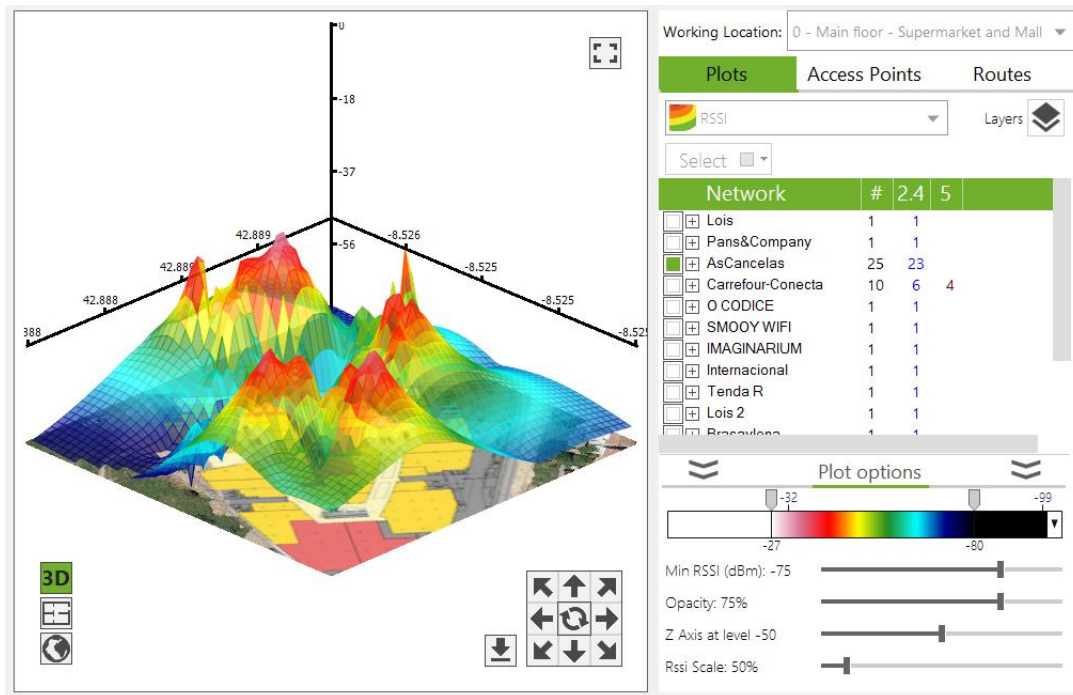 Working Location: 0 - Main floor - Supermarket and Mall
Plots Access Points Routes
RSSI Layers
Select
Network # 2.4 5
Lois 1 1
Pans&Company 1 1
AsCancelas 25 23
Carrefour-Conecta 10 6 4
O CODICE 1 1
SMOOY WIFI 1 1
IMAGINARIUM 1 1
Internacional 1 1
Tenda R 1 1
Lois 2 1 1
Brasaylena 1 1
Plot options
-32 -99
-27 -80
Min RSSI (dBm): -75
Opacity: 75%
Z Axis at level -50
Rssi Scale: 50%
0
-18
-37
-56
42.889 -8.526
42.889 -8.525
42.888 -8.525
388 -8.525
3D